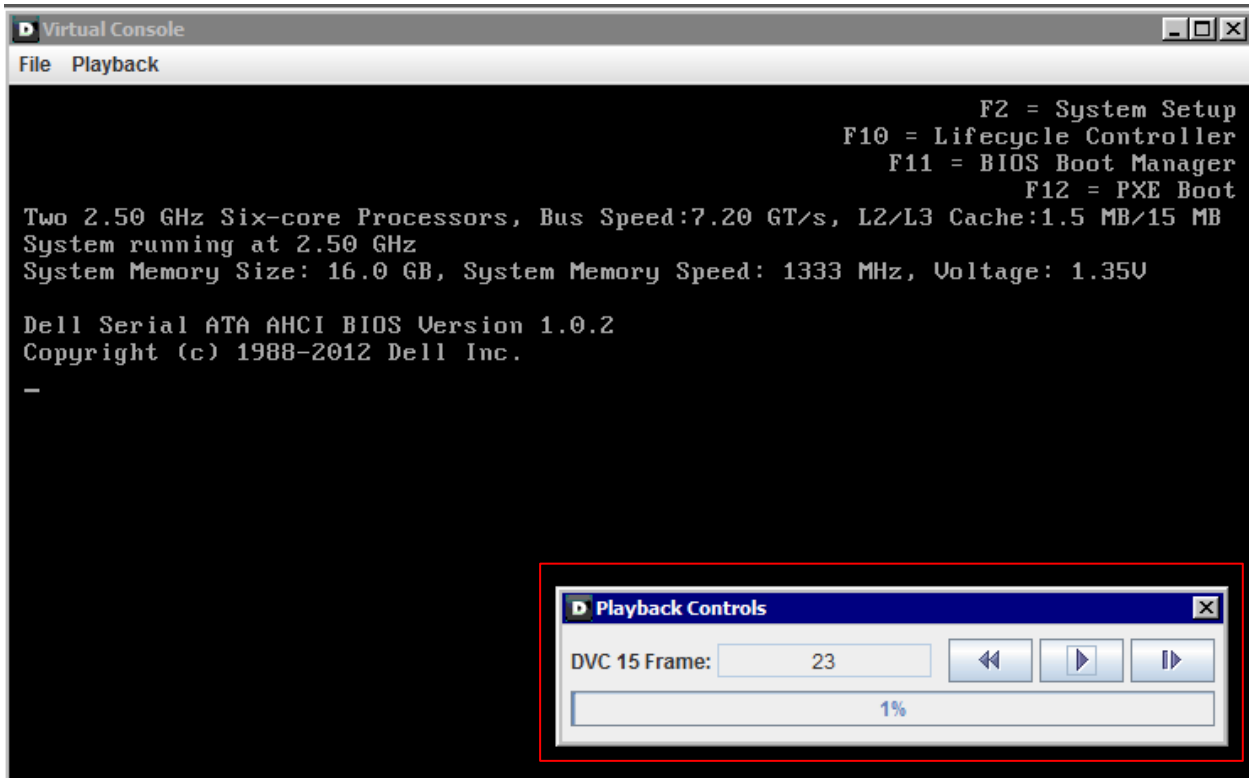 Virtual Console
File Playback
F2 = System Setup
F10 = Lifecycle Controller
F11 = BIOS Boot Manager
F12 = PXE Boot
Two 2.50 GHz Six-core Processors, Bus Speed:7.20 GT/s, L2/L3 Cache:1.5 MB/15 MB
System running at 2.50 GHz
System Memory Size: 16.0 GB, System Memory Speed: 1333 MHz, Voltage: 1.35V
Dell Serial ATA AHCI BIOS Version 1.0.2
Copyright (c) 1988-2012 Dell Inc.
_
D Playback Controls
DVC 15 Frame: 23
1%